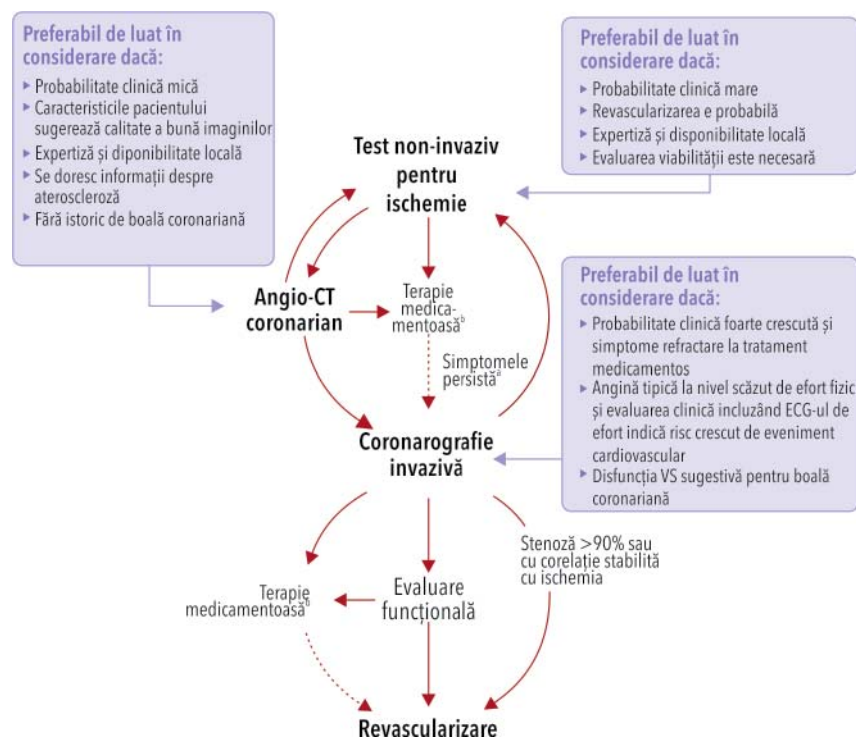 Preferabil de luat în
considerare dacă:
▸ Probabilitate clinică mică
▸ Caracteristicile pacientului
sugerează calitate a bună imaginilor
▸ Expertiză și diponibilitate locală
▸ Se doresc informații despre
ateroscleroză
▸ Fără istoric de boală coronariană
Preferabil de luat în
considerare dacă:
▸ Probabilitate clinică mare
▸ Revascularizarea e probabilă
▸ Expertiză și disponibilitate locală
▸ Evaluarea viabilității este necesară
Test non-invaziv
pentru
ischemie
Angio-CT
coronarian
Terapie
medica-
mentoasăᵇ
Simptomele
persistăᵃ
Preferabil de luat în
considerare dacă:
▸ Probabilitate clinică foarte crescută și
simptome refractare la tratament
medicamentos
▸ Angină tipică la nivel scăzut de efort fizic
și evaluarea clinică incluzând ECG-ul de
efort indică risc crescut de eveniment
cardiovascular
▸ Disfuncția VS sugestivă pentru boală
coronariană
Coronarografie
invazivă
Stenoză >90% sau
cu corelație stabilită
cu ischemia
Terapie
medicamentoasăᵇ
Evaluare
funcțională
Revascularizare